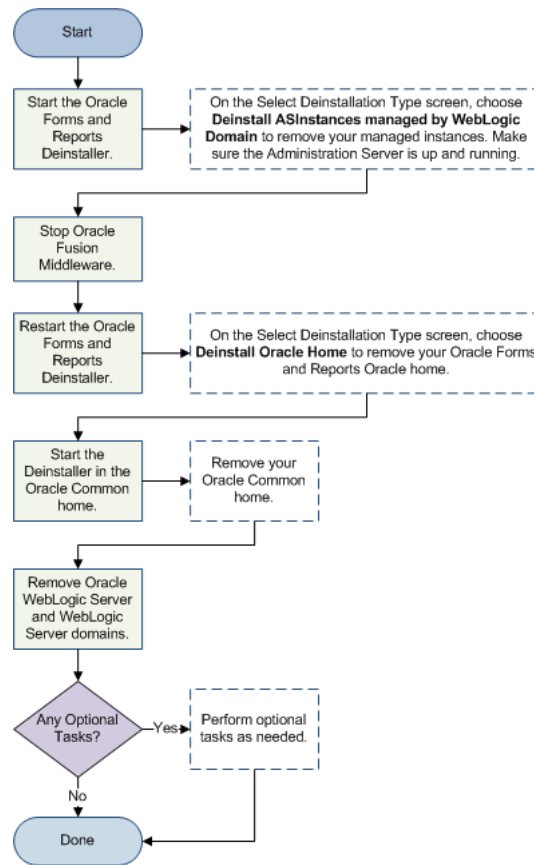 Start
Start the Oracle
Forms and
Reports
Deinstaller.
On the Select Deinstallation Type screen, choose
Deinstall ASInstances managed by WebLogic
Domain to remove your managed instances. Make
sure the Administration Server is up and running.
Stop Oracle
Fusion
Middleware.
Restart the Oracle
Forms and
Reports
Deinstaller.
On the Select Deinstallation Type screen, choose
Deinstall Oracle Home to remove your Oracle Forms
and Reports Oracle home.
Start the
Deinstaller in the
Oracle Common
home.
Remove your
Oracle Common
home.
Remove Oracle
WebLogic Server
and WebLogic
Server domains.
Any Optional
Tasks?
Yes
Perform optional
tasks as needed.
No
Done